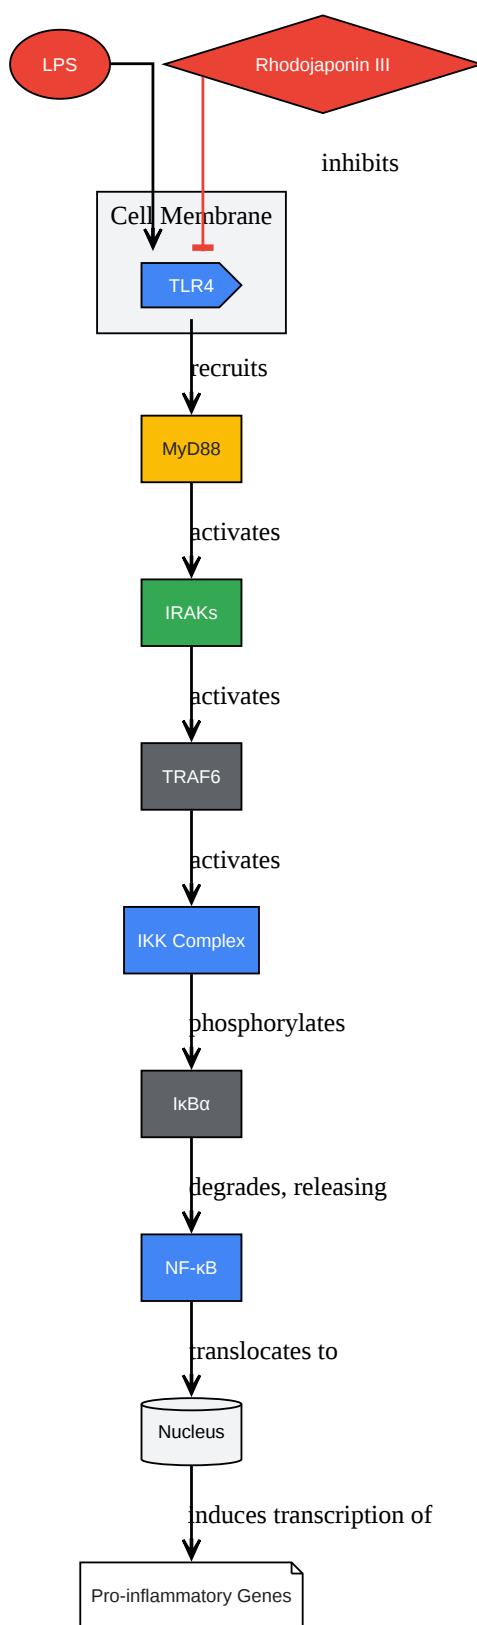 LPS
Rhodojaponin III
inhibits
Cell Membrane
TLR4
recruits
MyD88
activates
IRAKs
activates
TRAF6
activates
IKK Complex
phosphorylates
IκBα
degrades, releasing
NF-κB
translocates to
Nucleus
induces transcription of
Pro-inflammatory Genes